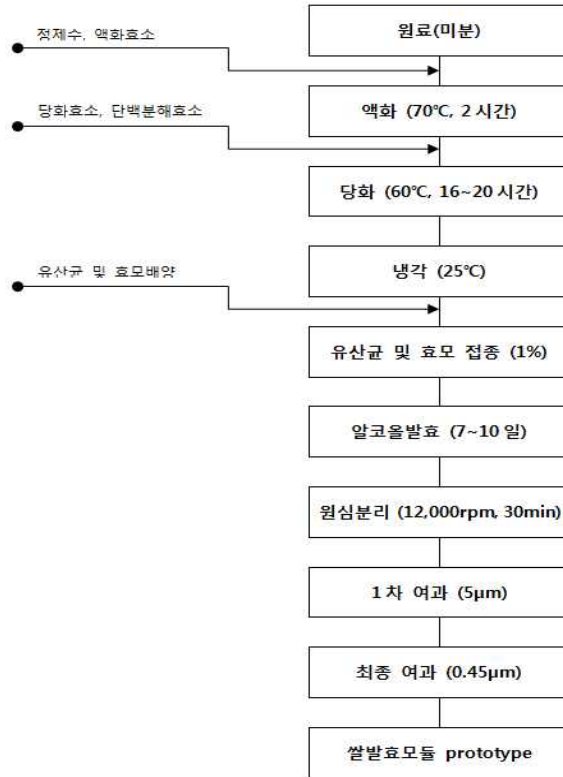 원료(미분)
정제수, 액화효소
액화 (70℃, 2 시간)
당화효소, 단백분해효소
당화 (60℃, 16~20 시간)
냉각 (25℃)
유산균 및 효모배양
유산균 및 효모 접종 (1%)
알코올발효 (7~10 일)
원심분리 (12,000rpm, 30min)
1 차 여과 (5μm)
최종 여과 (0.45μm)
쌀발효모듈 prototype